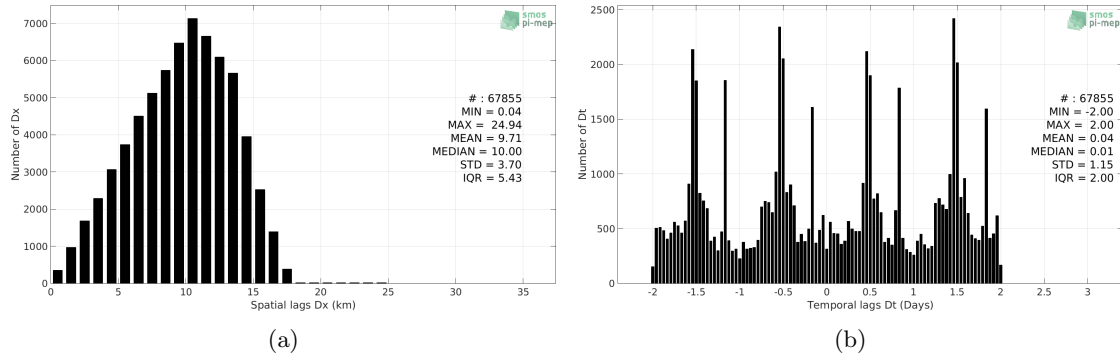 7000
6000
5000
4000
3000
2000
1000
0
Number of Dx
0 5 10 15 20 25 30 35
Spatial lags Dx (km)
smos
pi-mep
# : 67855
MIN = 0.04
MAX = 24.94
MEAN = 9.71
MEDIAN = 10.00
STD = 3.70
IQR = 5.43
(a)
2500
2000
1500
1000
500
0
Number of Dt
-2 -1.5 -1 -0.5 0 0.5 1 1.5 2 2.5 3
Temporal lags Dt (Days)
smos
pi-mep
# : 67855
MIN = -2.00
MAX = 2.00
MEAN = 0.04
MEDIAN = 0.01
STD = 1.15
IQR = 2.00
(b)